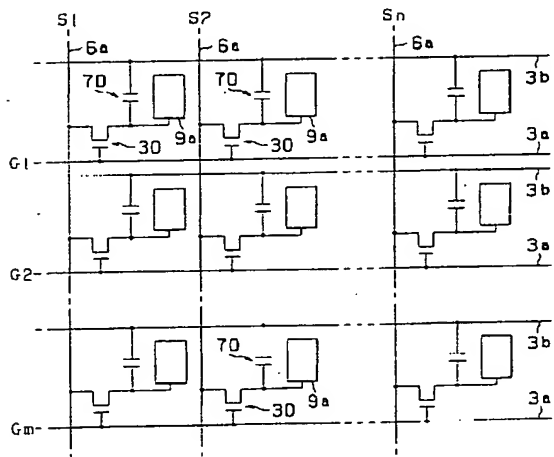 S1 S2 Sn
6a 6a 6a
70 70 3b
9a 9a
30 30 3a
G1
3b
G2 3a
70 3b
9a
30 3a
Gm